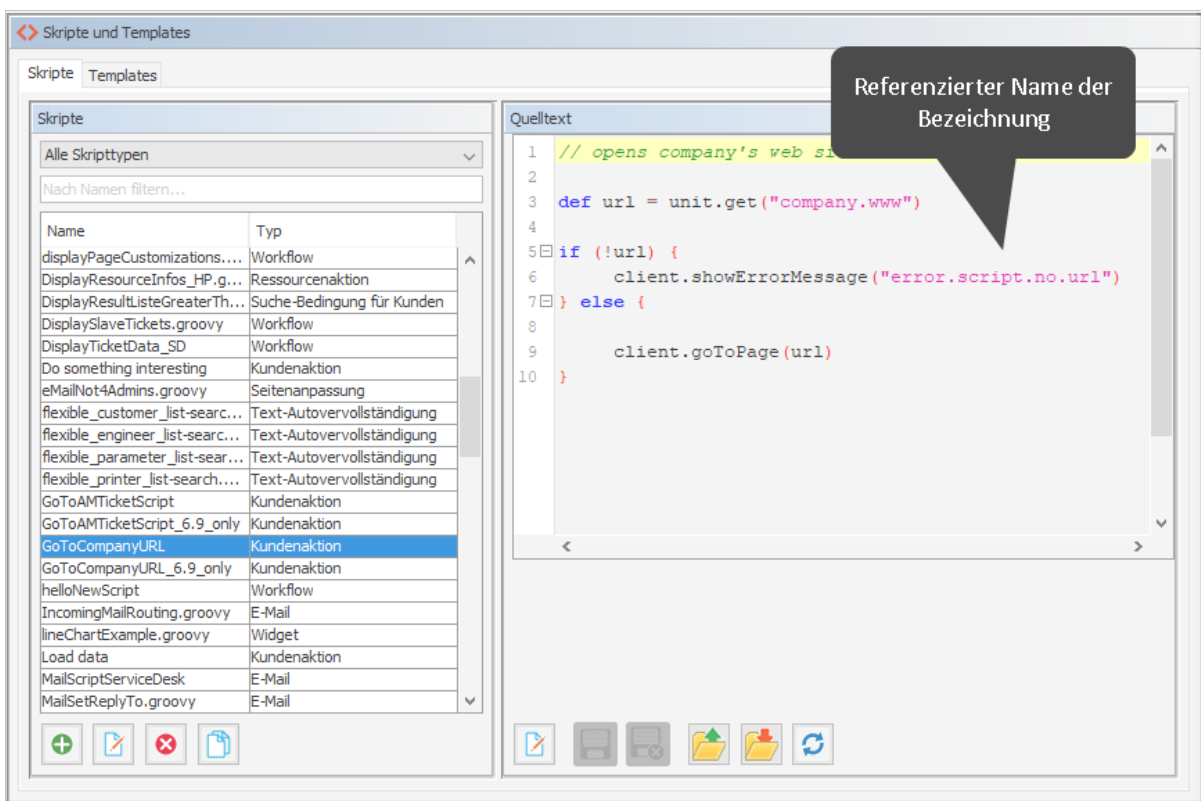 Skripte und Templates
Skripte Templates
Skripte
Alle Skripttypen
Nach Namen filtern...
Name Typ
displayPageCustomizations.... Workflow
DisplayResourceInfos_HP.g... Ressourcenaktion
DisplayResultListeGreaterTh... Suche-Bedingung für Kunden
DisplaySlaveTickets.groovy Workflow
DisplayTicketData_SD Workflow
Do something interesting Kundenaktion
eMailNot4Admins.groovy Seitenanpassung
flexible_customer_list-searc... Text-Autovervollständigung
flexible_engineer_list-searc... Text-Autovervollständigung
flexible_parameter_list-sear... Text-Autovervollständigung
flexible_printer_list-search.... Text-Autovervollständigung
GoToAMTicketScript Kundenaktion
GoToAMTicketScript_6.9_only Kundenaktion
GoToCompanyURL Kundenaktion
GoToCompanyURL_6.9_only Kundenaktion
helloNewScript Workflow
IncomingMailRouting.groovy E-Mail
lineChartExample.groovy Widget
Load data Kundenaktion
MailScriptServiceDesk E-Mail
MailSetReplyTo.groovy E-Mail
Quelltext
Referenzierter Name der
Bezeichnung
1 // opens company's web
2
3 def url = unit.get("company.www")
4
5 if (!url) {
6 client.showErrorMessage("error.script.no.url")
7 } else {
8
9 client.goToPage(url)
10 }